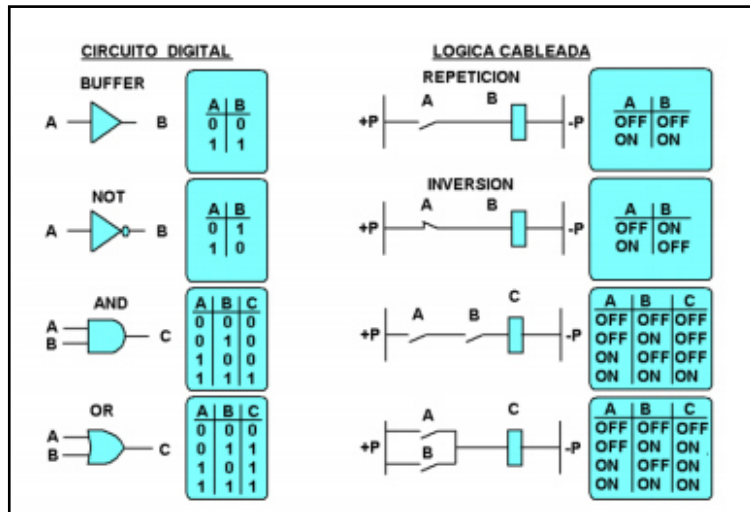 CIRCUITO DIGITAL
BUFFER
A B
A B
0 0
1 1
NOT
A B
A B
0 1
1 0
AND
A
B
C
A B C
0 0 0
0 1 0
1 0 0
1 1 1
OR
A
B
C
A B C
0 0 0
0 1 1
1 0 1
1 1 1
LOGICA CABLEADA
REPETICION
A B
+P -P
A B
OFF OFF
ON ON
INVERSION
A B
+P -P
A B
OFF ON
ON OFF
C
A B
+P -P
A B C
OFF OFF OFF
OFF ON OFF
ON OFF OFF
ON ON ON
A C
+P -P
B
A B C
OFF OFF OFF
OFF ON ON
ON OFF ON
ON ON ON